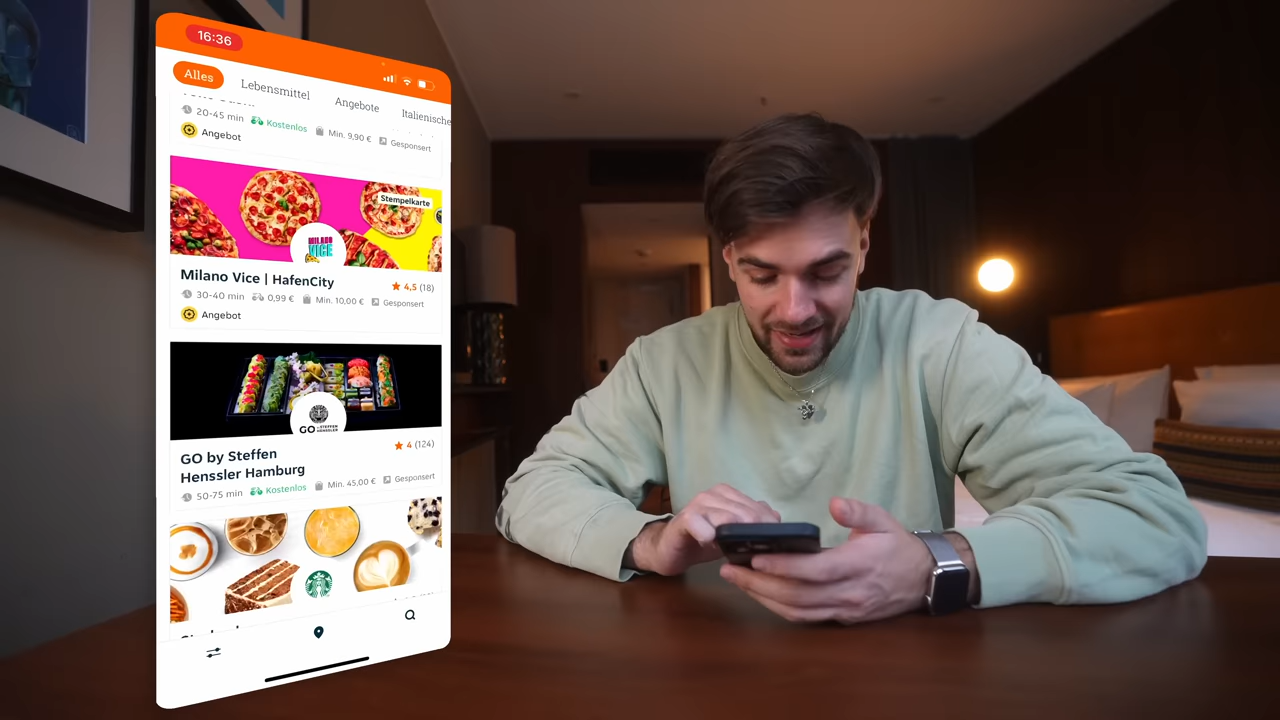 16:36
Alles
Lebensmittel
Angebote
Italienische
20-45 min
Kostenlos
Min. 9,90 €
Gesponsert
Angebot
Stempelkarte
MILANO
VICE
Milano Vice | HafenCity
4,5 (18)
30-40 min
0,99 €
Min. 10,00 €
Gesponsert
Angebot
GO BY STEFFEN
HENSSLER
GO by Steffen
Henssler Hamburg
4 (124)
50-75 min
Kostenlos
Min. 45,00 €
Gesponsert